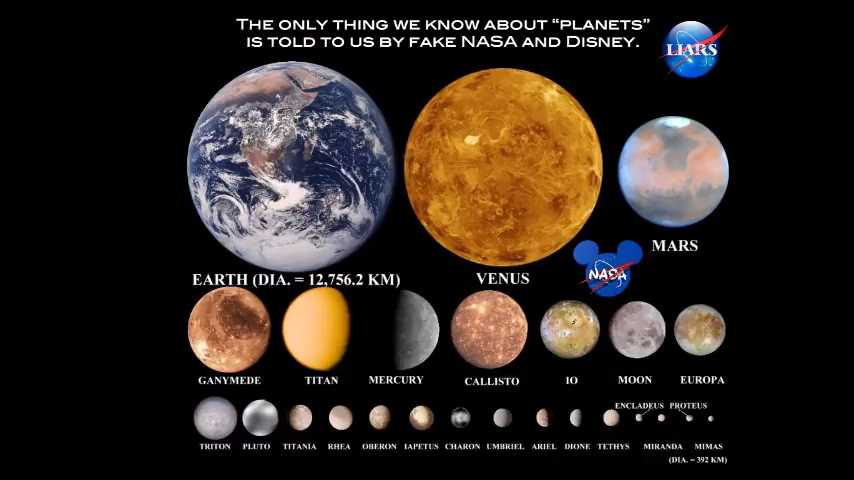 THE ONLY THING WE KNOW ABOUT “PLANETS”
IS TOLD TO US BY FAKE NASA AND DISNEY.
LIARS
MARS
EARTH (DIA. = 12,756.2 KM)
VENUS
NASA
GANYMEDE
TITAN
MERCURY
CALLISTO
IO
MOON
EUROPA
ENCLADEUS
PROTEUS
TRITON
PLUTO
TITANIA
RHEA
OBERON
IAPETUS
CHARON
UMBRIEL
ARIEL
DIONE
TETHYS
MIRANDA
MIMAS
(DIA. = 392 KM)